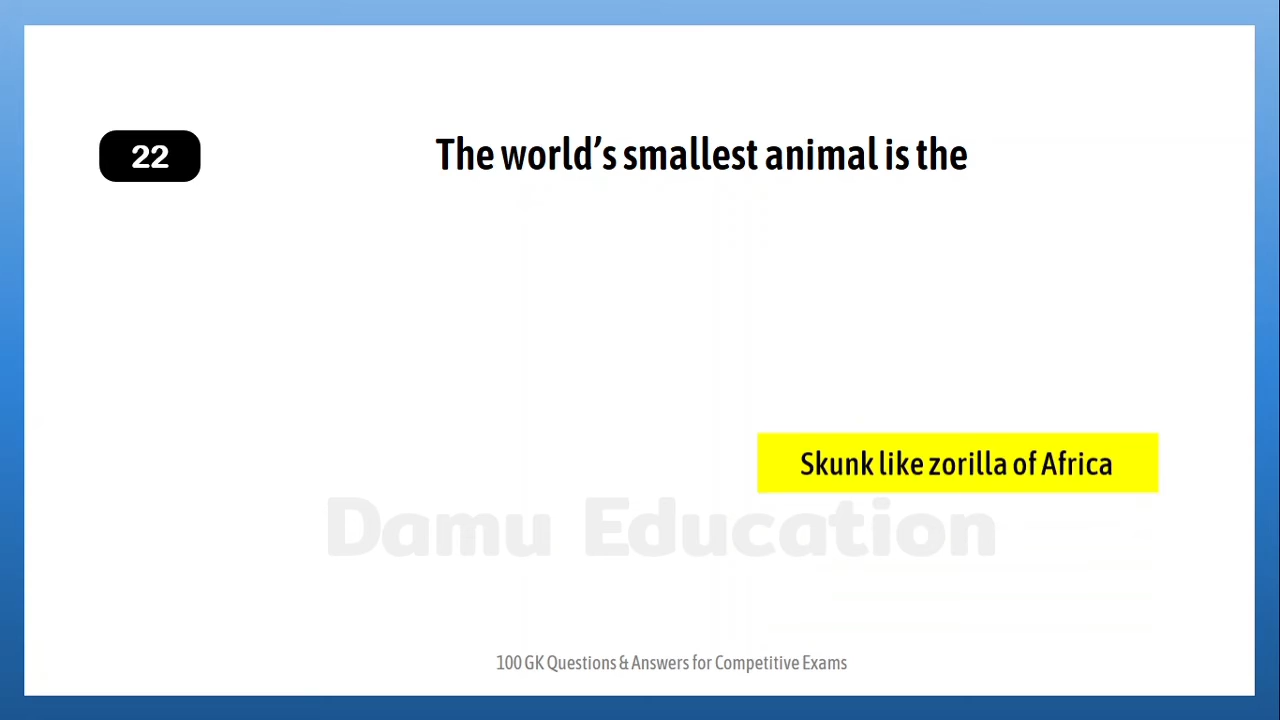 22
The world’s smallest animal is the
Skunk like zorilla of Africa
Damu Education
100 GK Questions & Answers for Competitive Exams